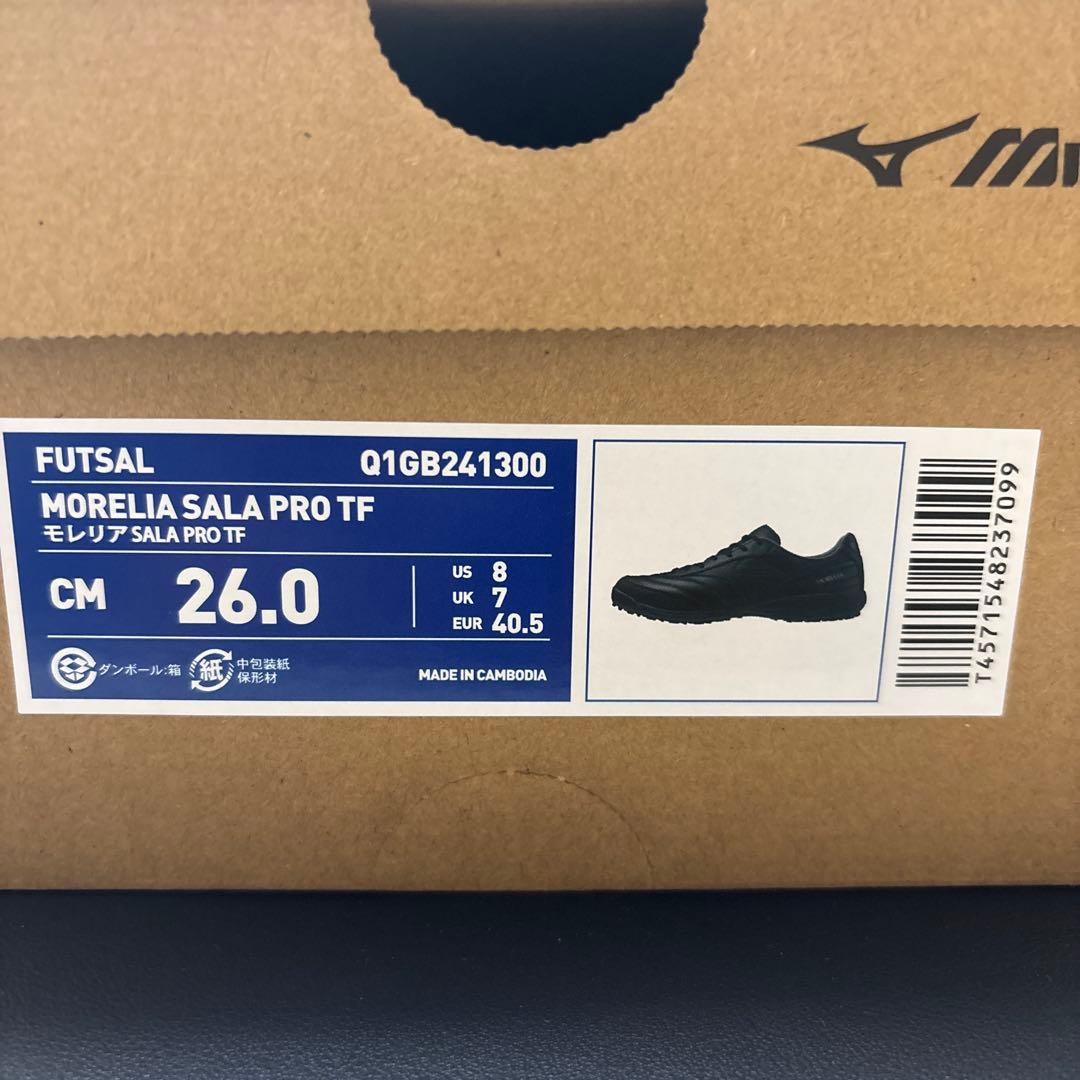 FUTSAL Q1GB241300
MORELIA SALA PRO TF
モレリア SALA PRO TF
CM 26.0
US 8
UK 7
EUR 40.5
ダンボール:箱
紙 中包装紙
保形材
MADE IN CAMBODIA
T4571548237099